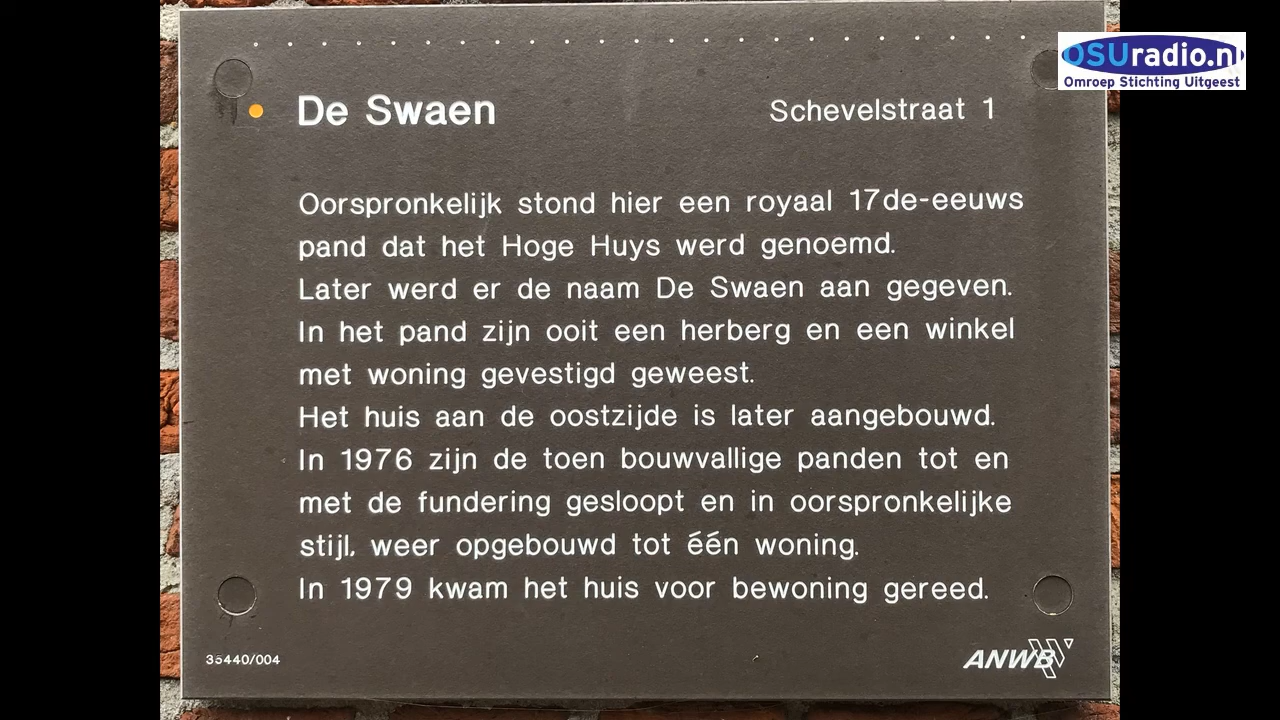 OSUradio.nl
Omroep Stichting Uitgeest
De Swaen Schevelstraat 1
Oorspronkelijk stond hier een royaal 17de-eeuws
pand dat het Hoge Huys werd genoemd.
Later werd er de naam De Swaen aan gegeven.
In het pand zijn ooit een herberg en een winkel
met woning gevestigd geweest.
Het huis aan de oostzijde is later aangebouwd.
In 1976 zijn de toen bouwvallige panden tot en
met de fundering gesloopt en in oorspronkelijke
stijl, weer opgebouwd tot één woning.
In 1979 kwam het huis voor bewoning gereed.
35440/004
ANWB